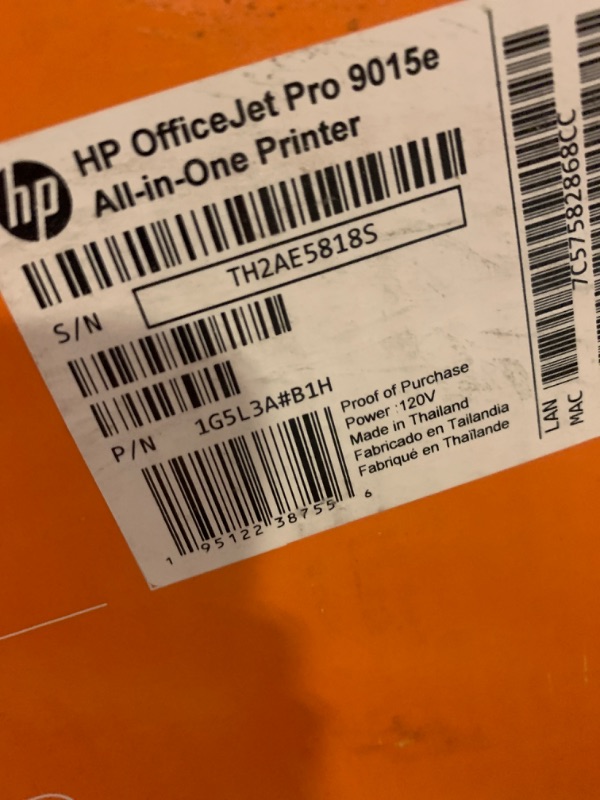 hp
HP OfficeJet Pro 9015e
All-in-One Printer
S/N
TH2AE5818S
P/N
1G5L3A#B1H
1 95122 38755 6
Proof of Purchase
Power :120V
Made in Thailand
Fabricado en Tailandia
Fabriqué en Thaïlande
LAN
MAC
7C57582868CC